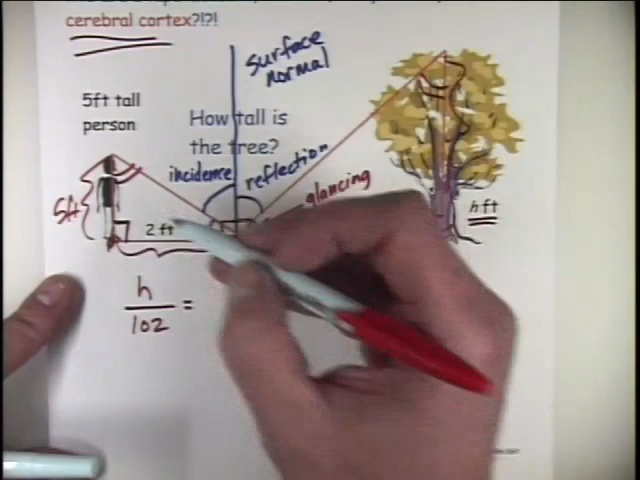 cerebral cortex?!?!
surface
normal
5ft tall
person
How tall is
the tree?
incidence
reflection
glancing
5ft
2 ft
h ft
h
102
=